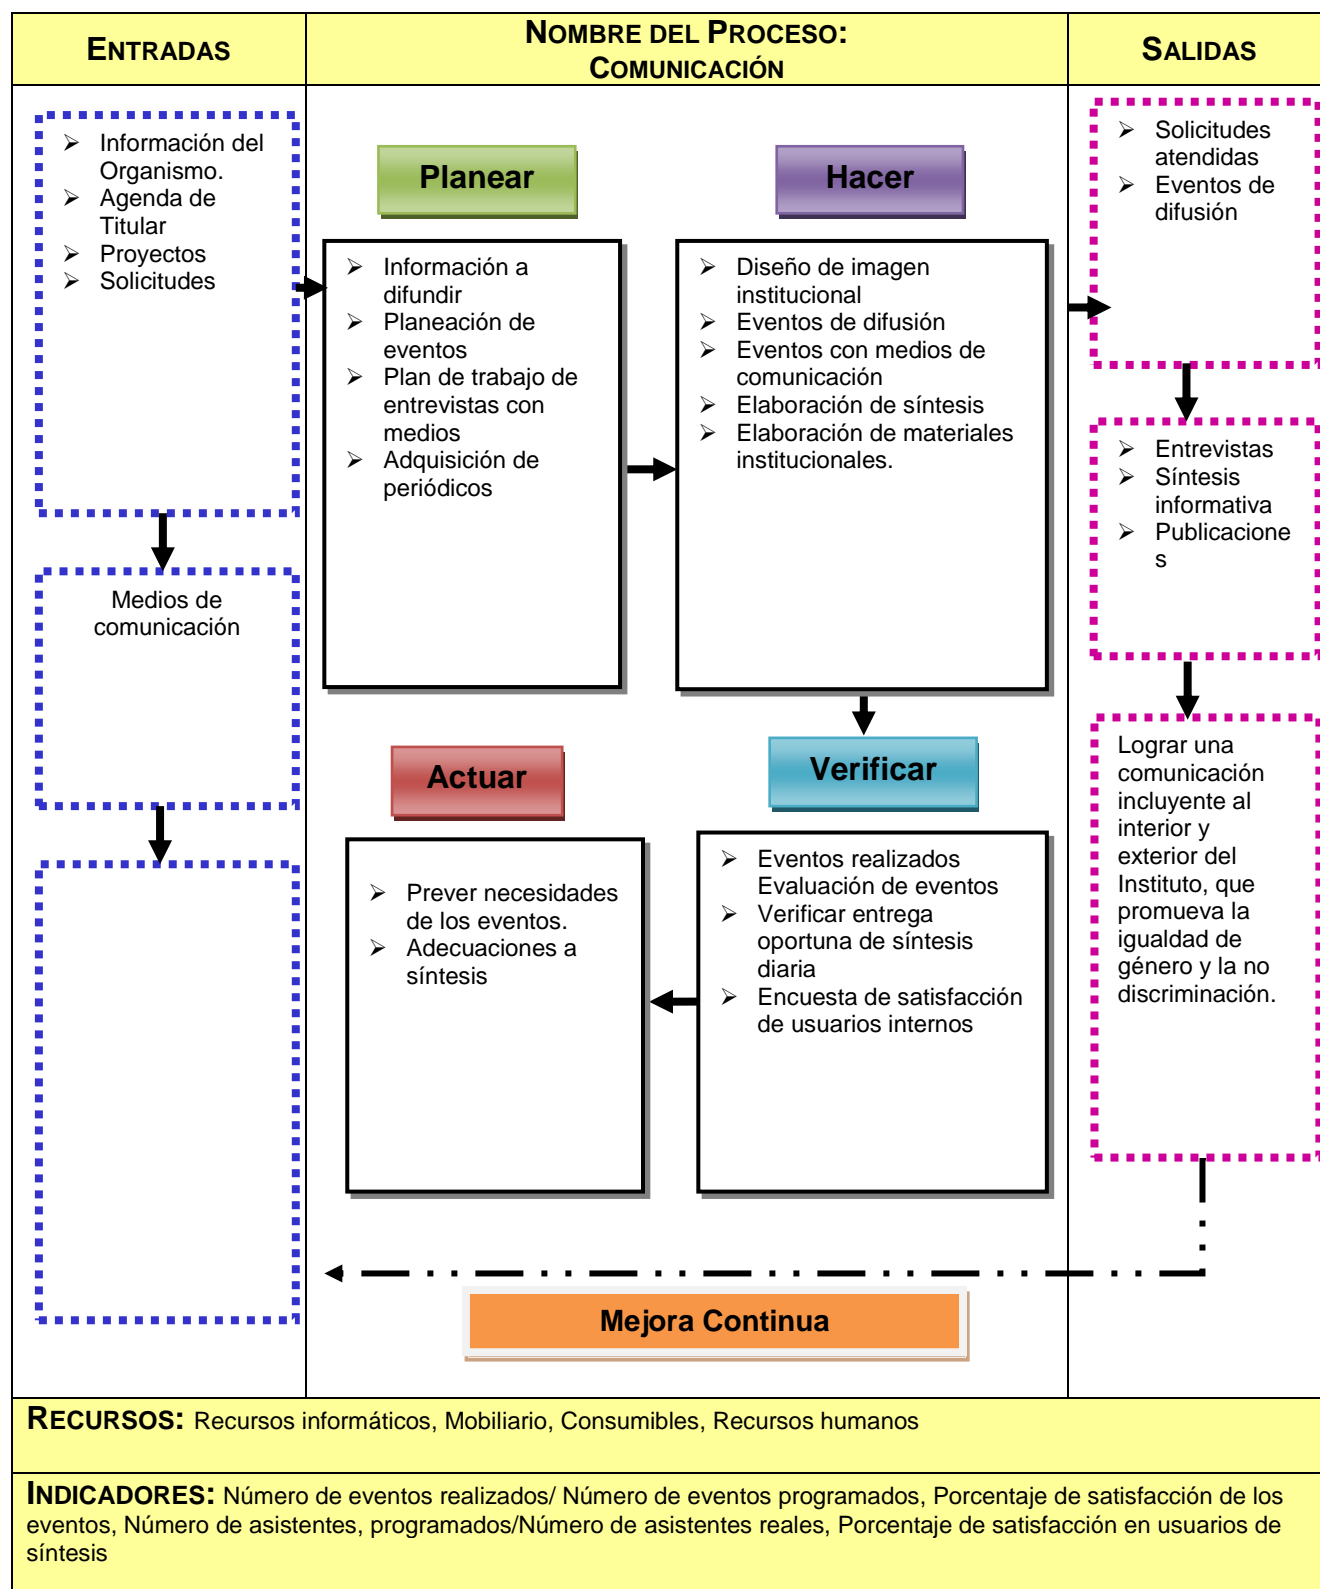 ENTRADAS
NOMBRE DEL PROCESO:
COMUNICACIÓN
SALIDAS
➢ Información del
Organismo.
➢ Agenda de
Titular
➢ Proyectos
➢ Solicitudes
Medios de
comunicación
Planear
➢ Información a
difundir
➢ Planeación de
eventos
➢ Plan de trabajo de
entrevistas con
medios
➢ Adquisición de
periódicos
Hacer
➢ Diseño de imagen
institucional
➢ Eventos de difusión
➢ Eventos con medios de
comunicación
➢ Elaboración de síntesis
➢ Elaboración de materiales
institucionales.
Verificar
➢ Eventos realizados
Evaluación de eventos
➢ Verificar entrega
oportuna de síntesis
diaria
➢ Encuesta de satisfacción
de usuarios internos
Actuar
➢ Prever necesidades
de los eventos.
➢ Adecuaciones a
síntesis
➢ Solicitudes
atendidas
➢ Eventos de
difusión
➢ Entrevistas
➢ Síntesis
informativa
➢ Publicacione
s
Lograr una
comunicación
incluyente al
interior y
exterior del
Instituto, que
promueva la
igualdad de
género y la no
discriminación.
Mejora Continua
RECURSOS: Recursos informáticos, Mobiliario, Consumibles, Recursos humanos
INDICADORES: Número de eventos realizados/ Número de eventos programados, Porcentaje de satisfacción de los
eventos, Número de asistentes, programados/Número de asistentes reales, Porcentaje de satisfacción en usuarios de
síntesis